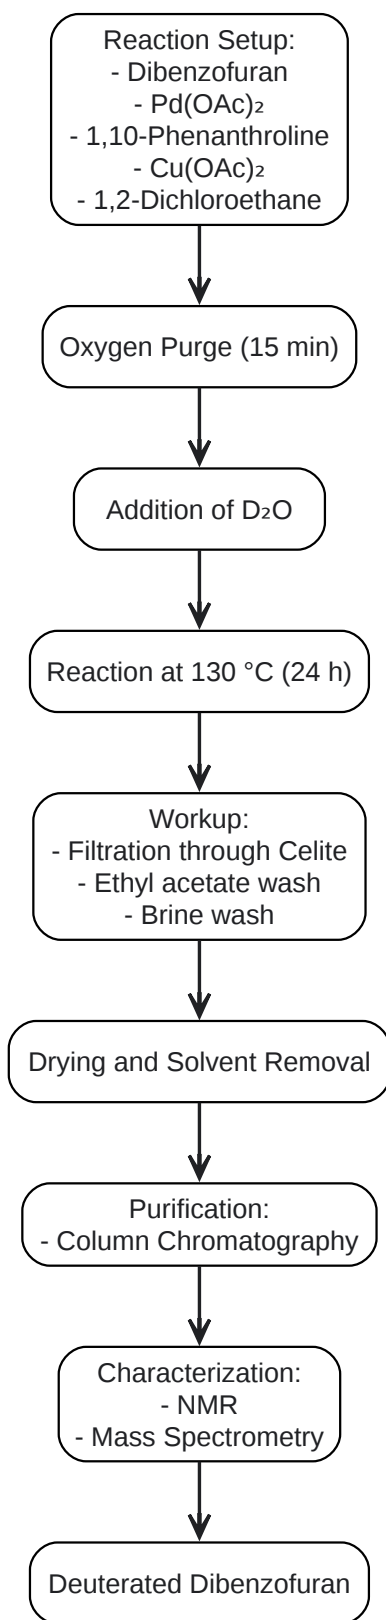 Reaction Setup:
- Dibenzofuran
- Pd(OAc)₂
- 1,10-Phenanthroline
- Cu(OAc)₂
- 1,2-Dichloroethane
Oxygen Purge (15 min)
Addition of D₂O
Reaction at 130 °C (24 h)
Workup:
- Filtration through Celite
- Ethyl acetate wash
- Brine wash
Drying and Solvent Removal
Purification:
- Column Chromatography
Characterization:
- NMR
- Mass Spectrometry
Deuterated Dibenzofuran